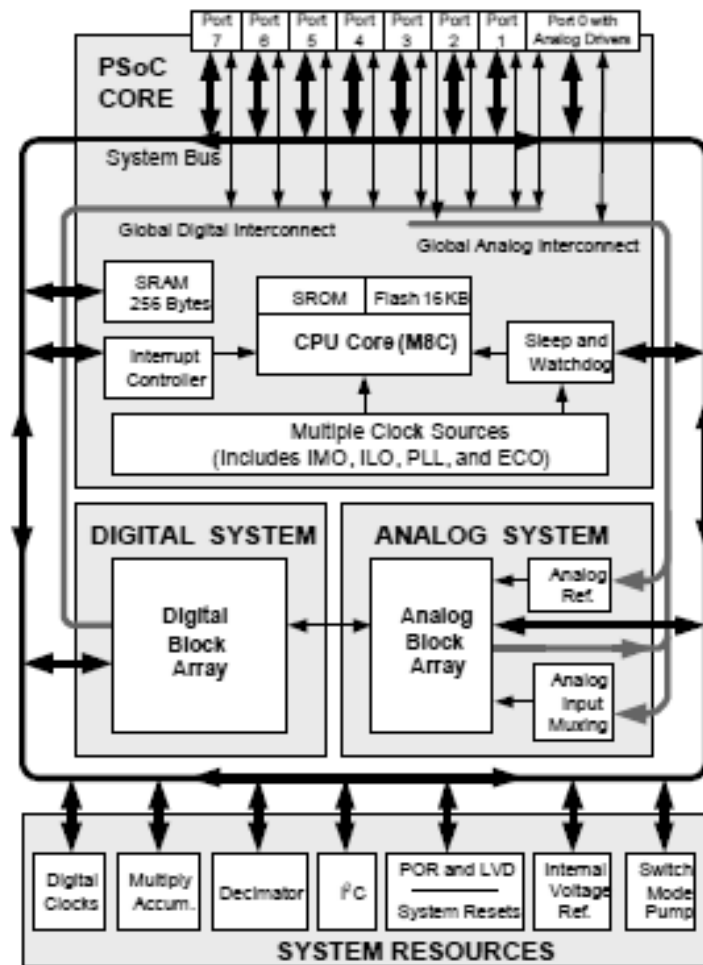 Port 7
Port 6
Port 5
Port 4
Port 3
Port 2
Port 1
Port 0 with
Analog Drivers
PSoC
CORE
System Bus
Global Digital Interconnect
Global Analog Interconnect
SRAM
256 Bytes
SROM
Flash 16 KB
CPU Core (M8C)
Interrupt
Controller
Sleep and
Watchdog
Multiple Clock Sources
(Includes IMO, ILO, PLL, and ECO)
DIGITAL SYSTEM
ANALOG SYSTEM
Digital
Block
Array
Analog
Block
Array
Analog
Ref.
Analog
Input
Muxing
Digital
Clocks
Multiply
Accum.
Decimator
I²C
POR and LVD
System Resets
Internal
Voltage
Ref.
Switch
Mode
Pump
SYSTEM RESOURCES